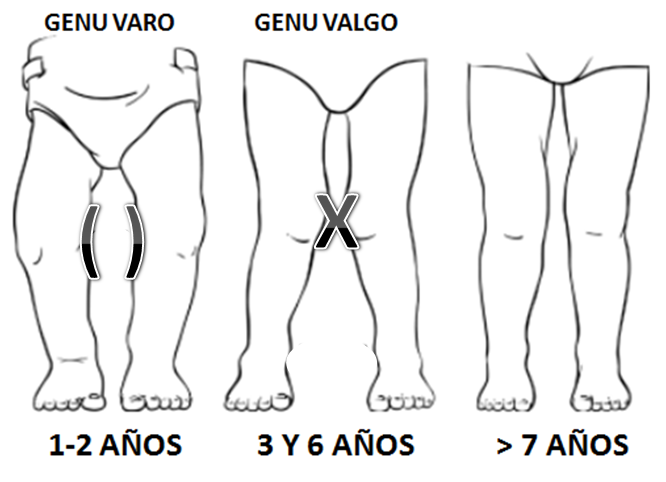 GENU VARO
GENU VALGO
( )
X
1-2 AÑOS
3 Y 6 AÑOS
> 7 AÑOS